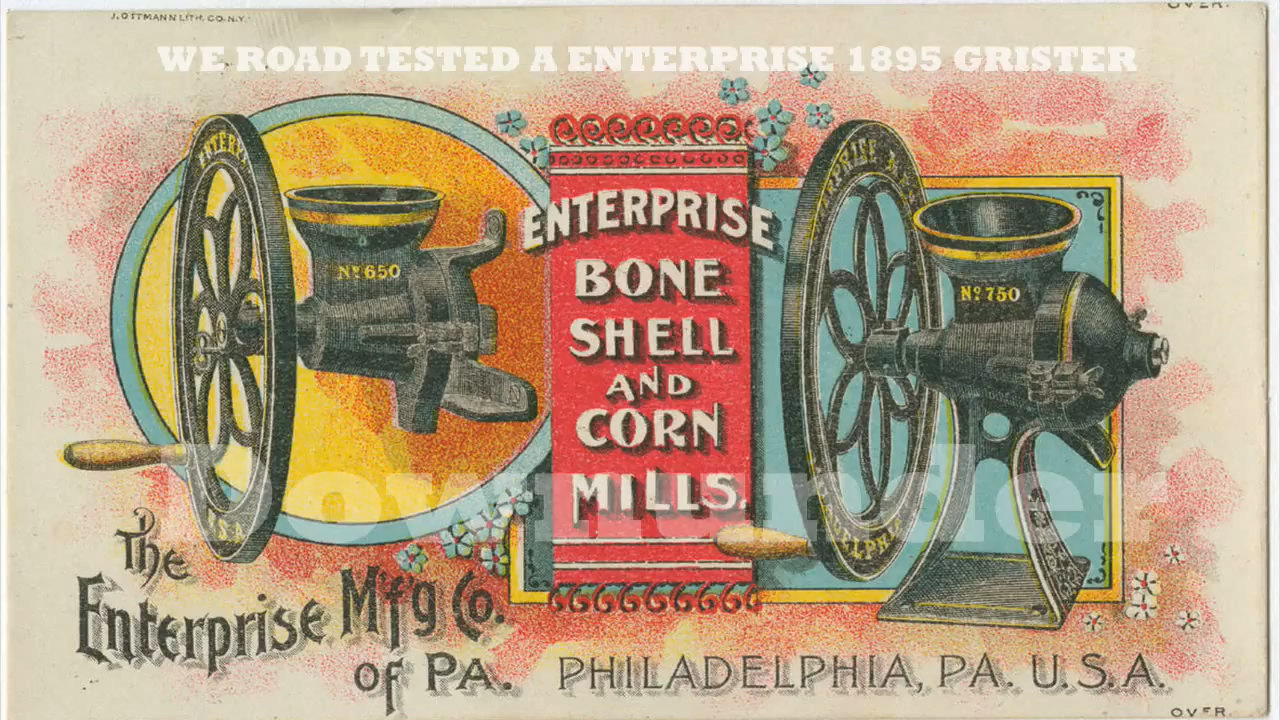 J. OTTMANN LITH. CO. N.Y.
OVER.
WE ROAD TESTED A ENTERPRISE 1895 GRISTER
ENTERPRISE
BONE
SHELL
AND
CORN
MILLS.
Nº 650
Nº 750
U.S.A
Downunder
The
Enterprise M'f'g Co.
of PA.
PHILADELPHIA, PA. U.S.A.
OVER.